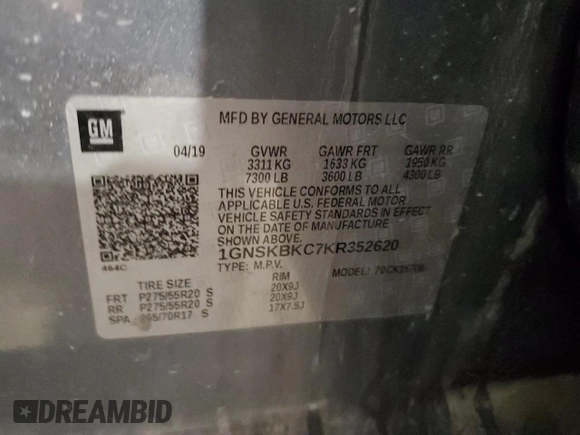 GM
MFD BY GENERAL MOTORS LLC
04/19 GVWR GAWR FRT GAWR RR
3311 KG 1633 KG 1950 KG
7300 LB 3600 LB 4300 LB
THIS VEHICLE CONFORMS TO ALL
APPLICABLE U.S. FEDERAL MOTOR
VEHICLE SAFETY STANDARDS IN EFFECT
ON THE DATE OF MANUFACTURE
SHOWN ABOVE.
1GNSKBKC7KR352620
464C
TYPE: M.P.V. MODEL:
TIRE SIZE RIM
FRT P275/55R20 S 20X9J
RR P275/55R20 S 20X9J
SPA 265/70R17 S 17X7.5J
DREAMBID